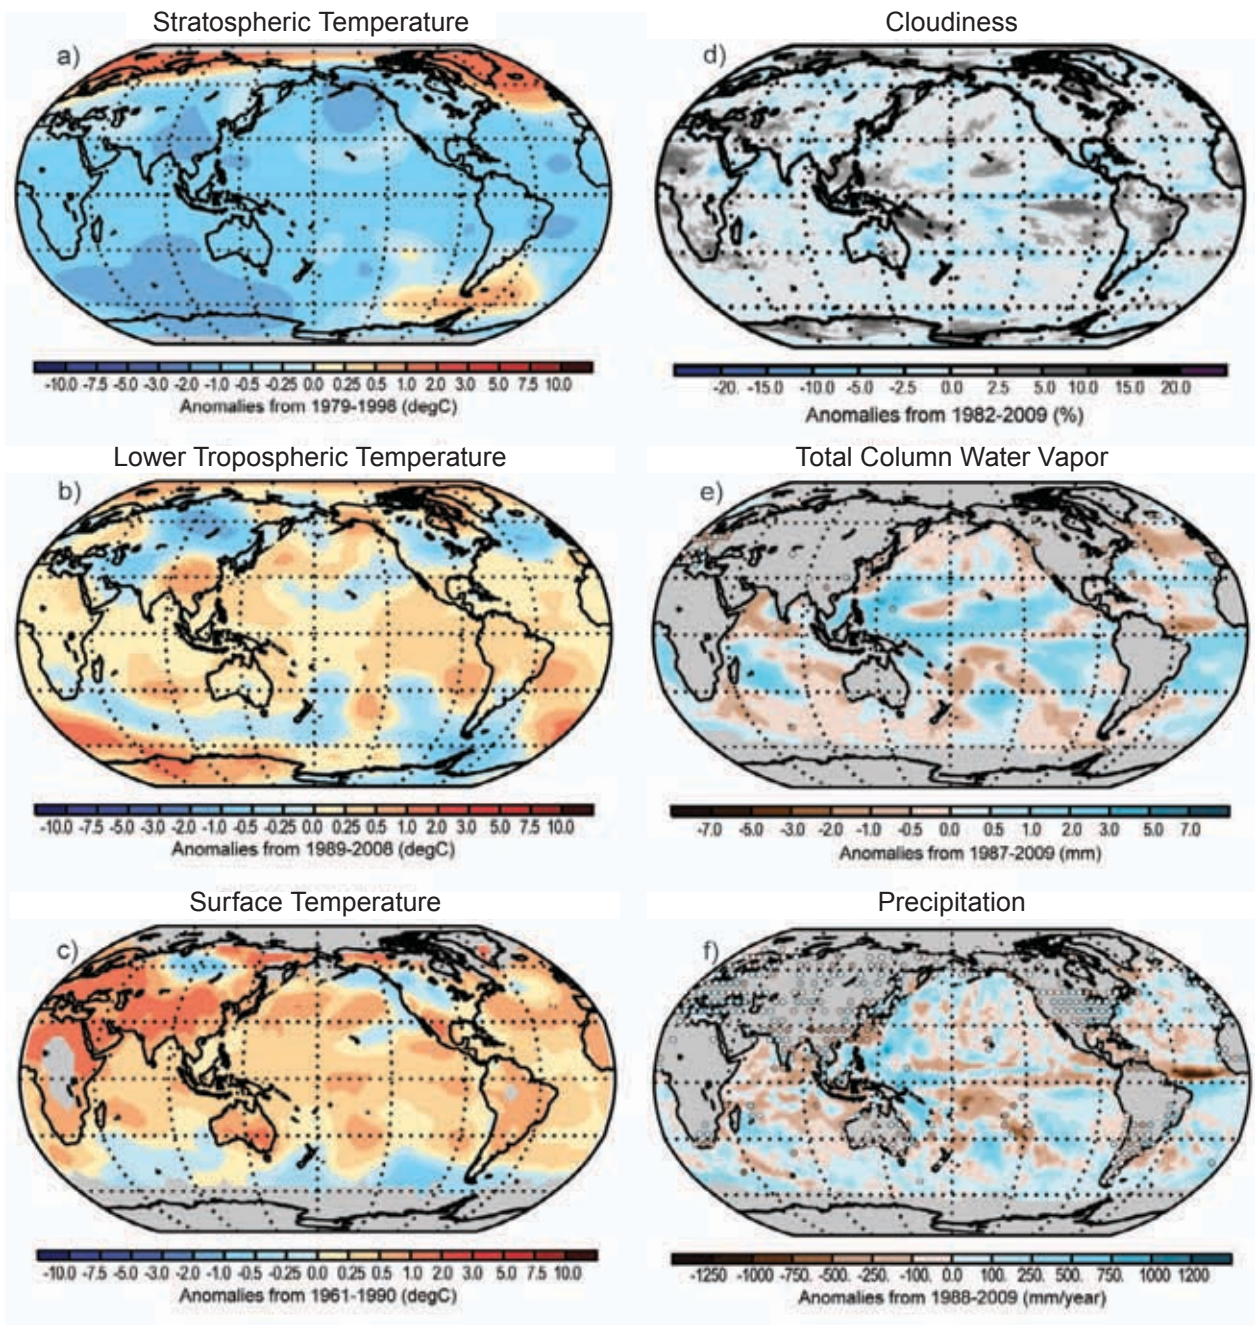 Stratospheric Temperature
a)
-10.0 -7.5 -5.0 -3.0 -2.0 -1.0 -0.5 -0.25 0.0 0.25 0.5 1.0 2.0 3.0 5.0 7.5 10.0
Anomalies from 1979-1998 (degC)
Cloudiness
d)
-20. -15.0 -10.0 -5.0 -2.5 0.0 2.5 5.0 10.0 15.0 20.0
Anomalies from 1982-2009 (%)
Lower Tropospheric Temperature
b)
-10.0 -7.5 -5.0 -3.0 -2.0 -1.0 -0.5 -0.25 0.0 0.25 0.5 1.0 2.0 3.0 5.0 7.5 10.0
Anomalies from 1989-2008 (degC)
Total Column Water Vapor
e)
-7.0 -5.0 -3.0 -2.0 -1.0 -0.5 0.0 0.5 1.0 2.0 3.0 5.0 7.0
Anomalies from 1987-2009 (mm)
Surface Temperature
c)
-10.0 -7.5 -5.0 -3.0 -2.0 -1.0 -0.5 -0.25 0.0 0.25 0.5 1.0 2.0 3.0 5.0 7.5 10.0
Anomalies from 1961-1990 (degC)
Precipitation
f)
-1250 -1000 -750. -500. -250. -100. 0.0 100. 250. 500. 750. 1000 1200
Anomalies from 1988-2009 (mm/year)